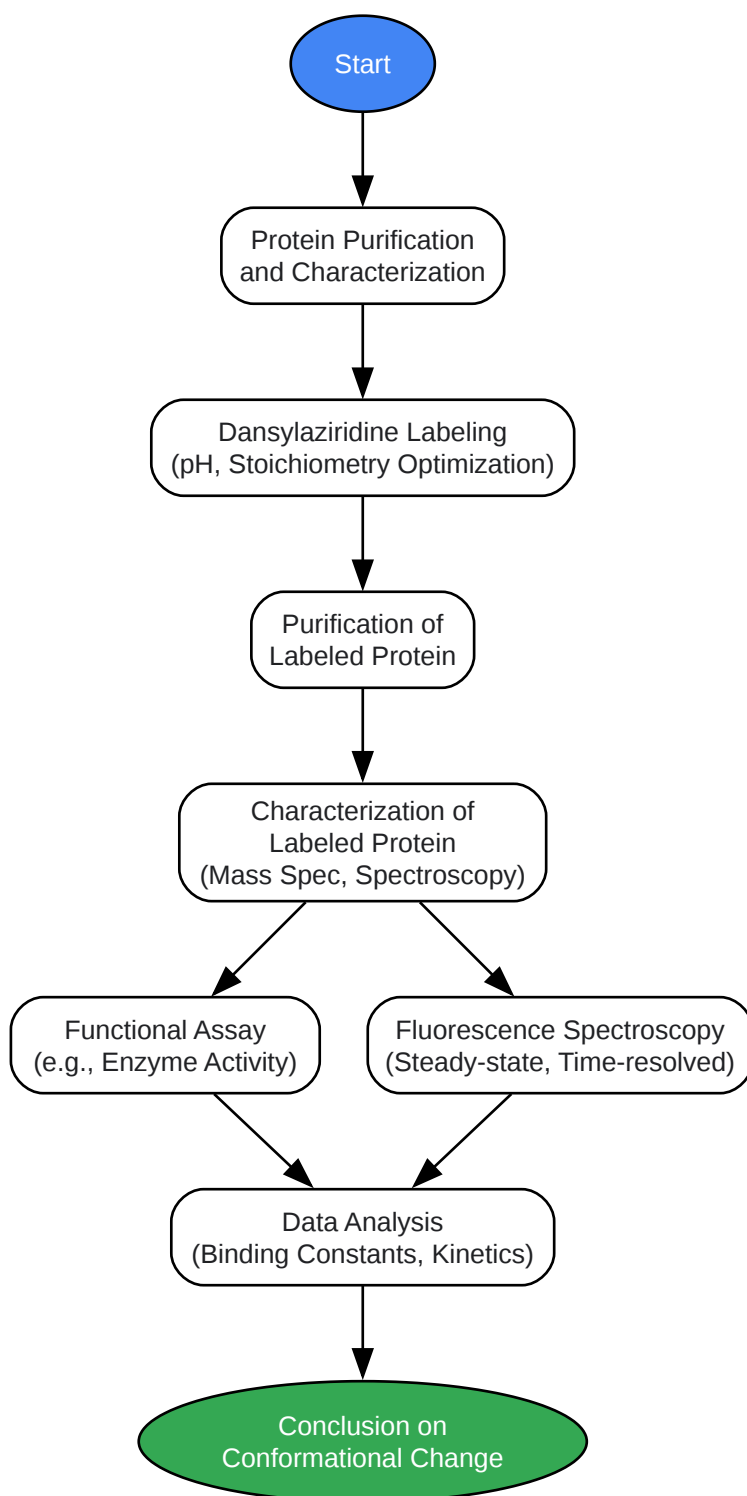 Start
Protein Purification
and Characterization
Dansylaziridine Labeling
(pH, Stoichiometry Optimization)
Purification of
Labeled Protein
Characterization of
Labeled Protein
(Mass Spec, Spectroscopy)
Functional Assay
(e.g., Enzyme Activity)
Fluorescence Spectroscopy
(Steady-state, Time-resolved)
Data Analysis
(Binding Constants, Kinetics)
Conclusion on
Conformational Change